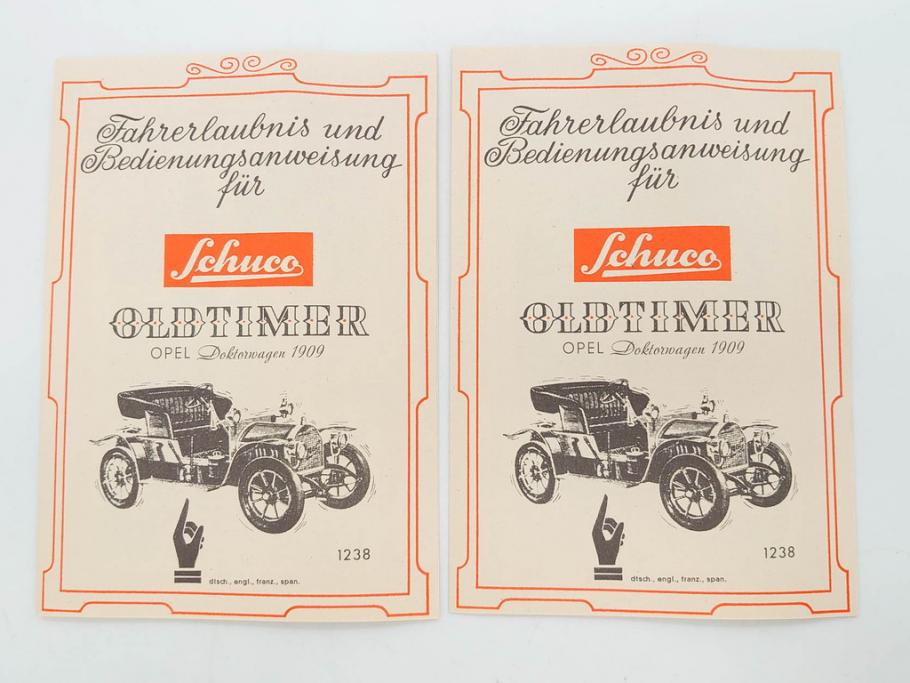 Fahrerlaubnis und
Bedienungsanweisung
für
Schuco
OLDTIMER
OPEL Doktorwagen 1909
1238
dtsch., engl., franz., span.
Fahrerlaubnis und
Bedienungsanweisung
für
Schuco
OLDTIMER
OPEL Doktorwagen 1909
1238
dtsch., engl., franz., span.